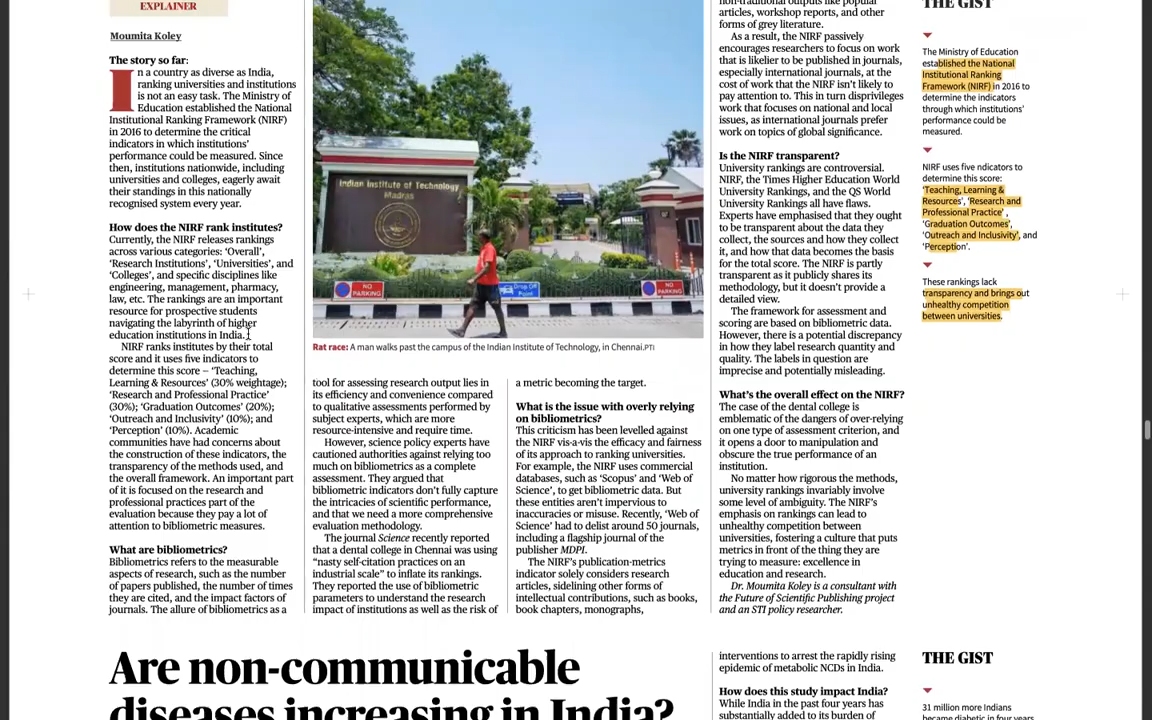 EXPLAINER
Moumita Koley
The story so far:
In a country as diverse as India,
ranking universities and institutions
is not an easy task. The Ministry of
Education established the National
Institutional Ranking Framework (NIRF)
in 2016 to determine the critical
indicators in which institutions'
performance could be measured. Since
then, institutions nationwide, including
universities and colleges, eagerly await
their standings in this nationally
recognised system every year.
How does the NIRF rank institutes?
Currently, the NIRF releases rankings
across various categories: 'Overall',
'Research Institutions', 'Universities', and
'Colleges', and specific disciplines like
engineering, management, pharmacy,
law, etc. The rankings are an important
resource for prospective students
navigating the labyrinth of higher
education institutions in India.
NIRF ranks institutes by their total
score and it uses five indicators to
determine this score — 'Teaching,
Learning & Resources' (30% weightage);
'Research and Professional Practice'
(30%); 'Graduation Outcomes' (20%);
'Outreach and Inclusivity' (10%); and
'Perception' (10%). Academic
communities have had concerns about
the construction of these indicators, the
transparency of the methods used, and
the overall framework. An important part
of it is focused on the research and
professional practices part of the
evaluation because they pay a lot of
attention to bibliometric measures.
What are bibliometrics?
Bibliometrics refers to the measurable
aspects of research, such as the number
of papers published, the number of times
they are cited, and the impact factors of
journals. The allure of bibliometrics as a
Indian Institute of Technology
Madras
NO
PARKING
Drop Off
Point
NO
PARKING
Rat race: A man walks past the campus of the Indian Institute of Technology, in Chennai.PTI
tool for assessing research output lies in
its efficiency and convenience compared
to qualitative assessments performed by
subject experts, which are more
resource-intensive and require time.
However, science policy experts have
cautioned authorities against relying too
much on bibliometrics as a complete
assessment. They argued that
bibliometric indicators don't fully capture
the intricacies of scientific performance,
and that we need a more comprehensive
evaluation methodology.
The journal Science recently reported
that a dental college in Chennai was using
"nasty self-citation practices on an
industrial scale" to inflate its rankings.
They reported the use of bibliometric
parameters to understand the research
impact of institutions as well as the risk of
a metric becoming the target.
What is the issue with overly relying
on bibliometrics?
This criticism has been levelled against
the NIRF vis-a-vis the efficacy and fairness
of its approach to ranking universities.
For example, the NIRF uses commercial
databases, such as 'Scopus' and 'Web of
Science', to get bibliometric data. But
these entities aren't impervious to
inaccuracies or misuse. Recently, 'Web of
Science' had to delist around 50 journals,
including a flagship journal of the
publisher MDPI.
The NIRF's publication-metrics
indicator solely considers research
articles, sidelining other forms of
intellectual contributions, such as books,
book chapters, monographs,
non-traditional outputs like popular
articles, workshop reports, and other
forms of grey literature.
As a result, the NIRF passively
encourages researchers to focus on work
that is likelier to be published in journals,
especially international journals, at the
cost of work that the NIRF isn't likely to
pay attention to. This in turn disprivileges
work that focuses on national and local
issues, as international journals prefer
work on topics of global significance.
Is the NIRF transparent?
University rankings are controversial.
NIRF, the Times Higher Education World
University Rankings, and the QS World
University Rankings all have flaws.
Experts have emphasised that they ought
to be transparent about the data they
collect, the sources and how they collect
it, and how that data becomes the basis
for the total score. The NIRF is partly
transparent as it publicly shares its
methodology, but it doesn't provide a
detailed view.
The framework for assessment and
scoring are based on bibliometric data.
However, there is a potential discrepancy
in how they label research quantity and
quality. The labels in question are
imprecise and potentially misleading.
What's the overall effect on the NIRF?
The case of the dental college is
emblematic of the dangers of over-relying
on one type of assessment criterion, and
it opens a door to manipulation and
obscure the true performance of an
institution.
No matter how rigorous the methods,
university rankings invariably involve
some level of ambiguity. The NIRF's
emphasis on rankings can lead to
unhealthy competition between
universities, fostering a culture that puts
metrics in front of the thing they are
trying to measure: excellence in
education and research.
Dr. Moumita Koley is a consultant with
the Future of Scientific Publishing project
and an STI policy researcher.
THE GIST
The Ministry of Education
established the National
Institutional Ranking
Framework (NIRF) in 2016 to
determine the indicators
through which institutions'
performance could be
measured.
NIRF uses five ndicators to
determine this score:
'Teaching, Learning &
Resources', 'Research and
Professional Practice' ,
'Graduation Outcomes',
'Outreach and Inclusivity', and
'Perception'.
These rankings lack
transparency and brings out
unhealthy competition
between universities.
Are non-communicable
diseases increasing in India?
interventions to arrest the rapidly rising
epidemic of metabolic NCDs in India.
How does this study impact India?
While India in the past four years has
substantially added to its burden of
THE GIST
31 million more Indians
became diabetic in four years